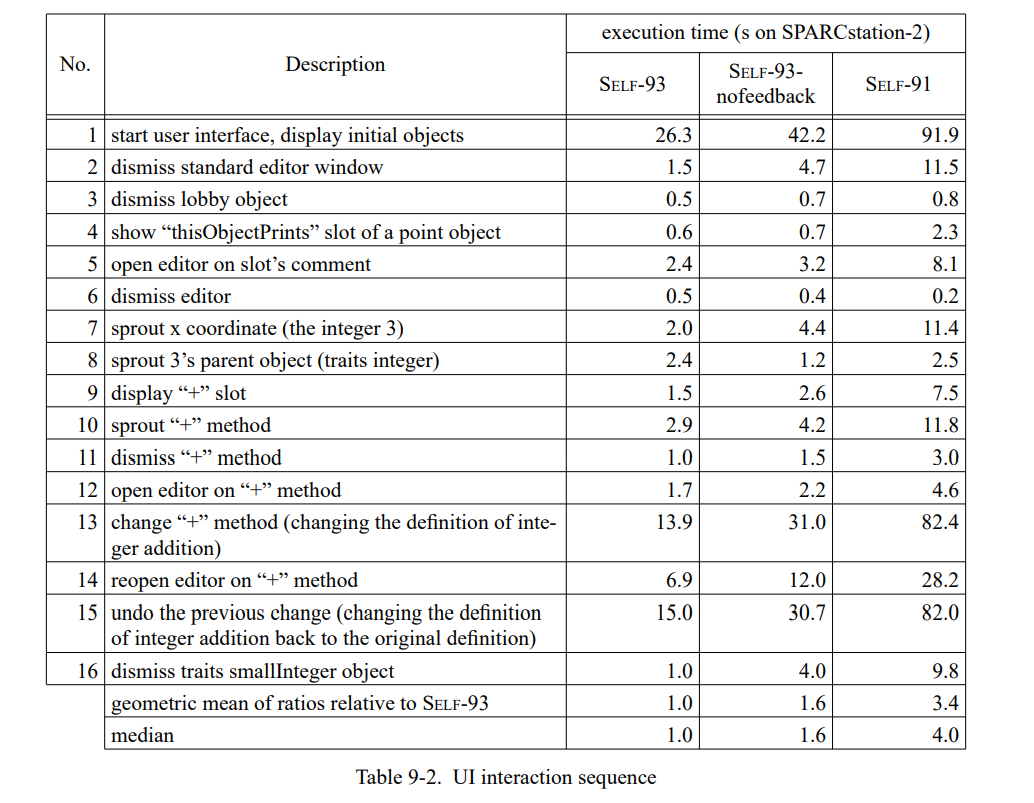 No. Description execution time (s on SPARCstation-2)
SELF-93 SELF-93-nofeedback SELF-91
1 start user interface, display initial objects 26.3 42.2 91.9
2 dismiss standard editor window 1.5 4.7 11.5
3 dismiss lobby object 0.5 0.7 0.8
4 show “thisObjectPrints” slot of a point object 0.6 0.7 2.3
5 open editor on slot’s comment 2.4 3.2 8.1
6 dismiss editor 0.5 0.4 0.2
7 sprout x coordinate (the integer 3) 2.0 4.4 11.4
8 sprout 3’s parent object (traits integer) 2.4 1.2 2.5
9 display “+” slot 1.5 2.6 7.5
10 sprout “+” method 2.9 4.2 11.8
11 dismiss “+” method 1.0 1.5 3.0
12 open editor on “+” method 1.7 2.2 4.6
13 change “+” method (changing the definition of inte- 13.9 31.0 82.4
ger addition)
14 reopen editor on “+” method 6.9 12.0 28.2
15 undo the previous change (changing the definition 15.0 30.7 82.0
of integer addition back to the original definition)
16 dismiss traits smallInteger object 1.0 4.0 9.8
geometric mean of ratios relative to SELF-93 1.0 1.6 3.4
median 1.0 1.6 4.0
Table 9-2. UI interaction sequence